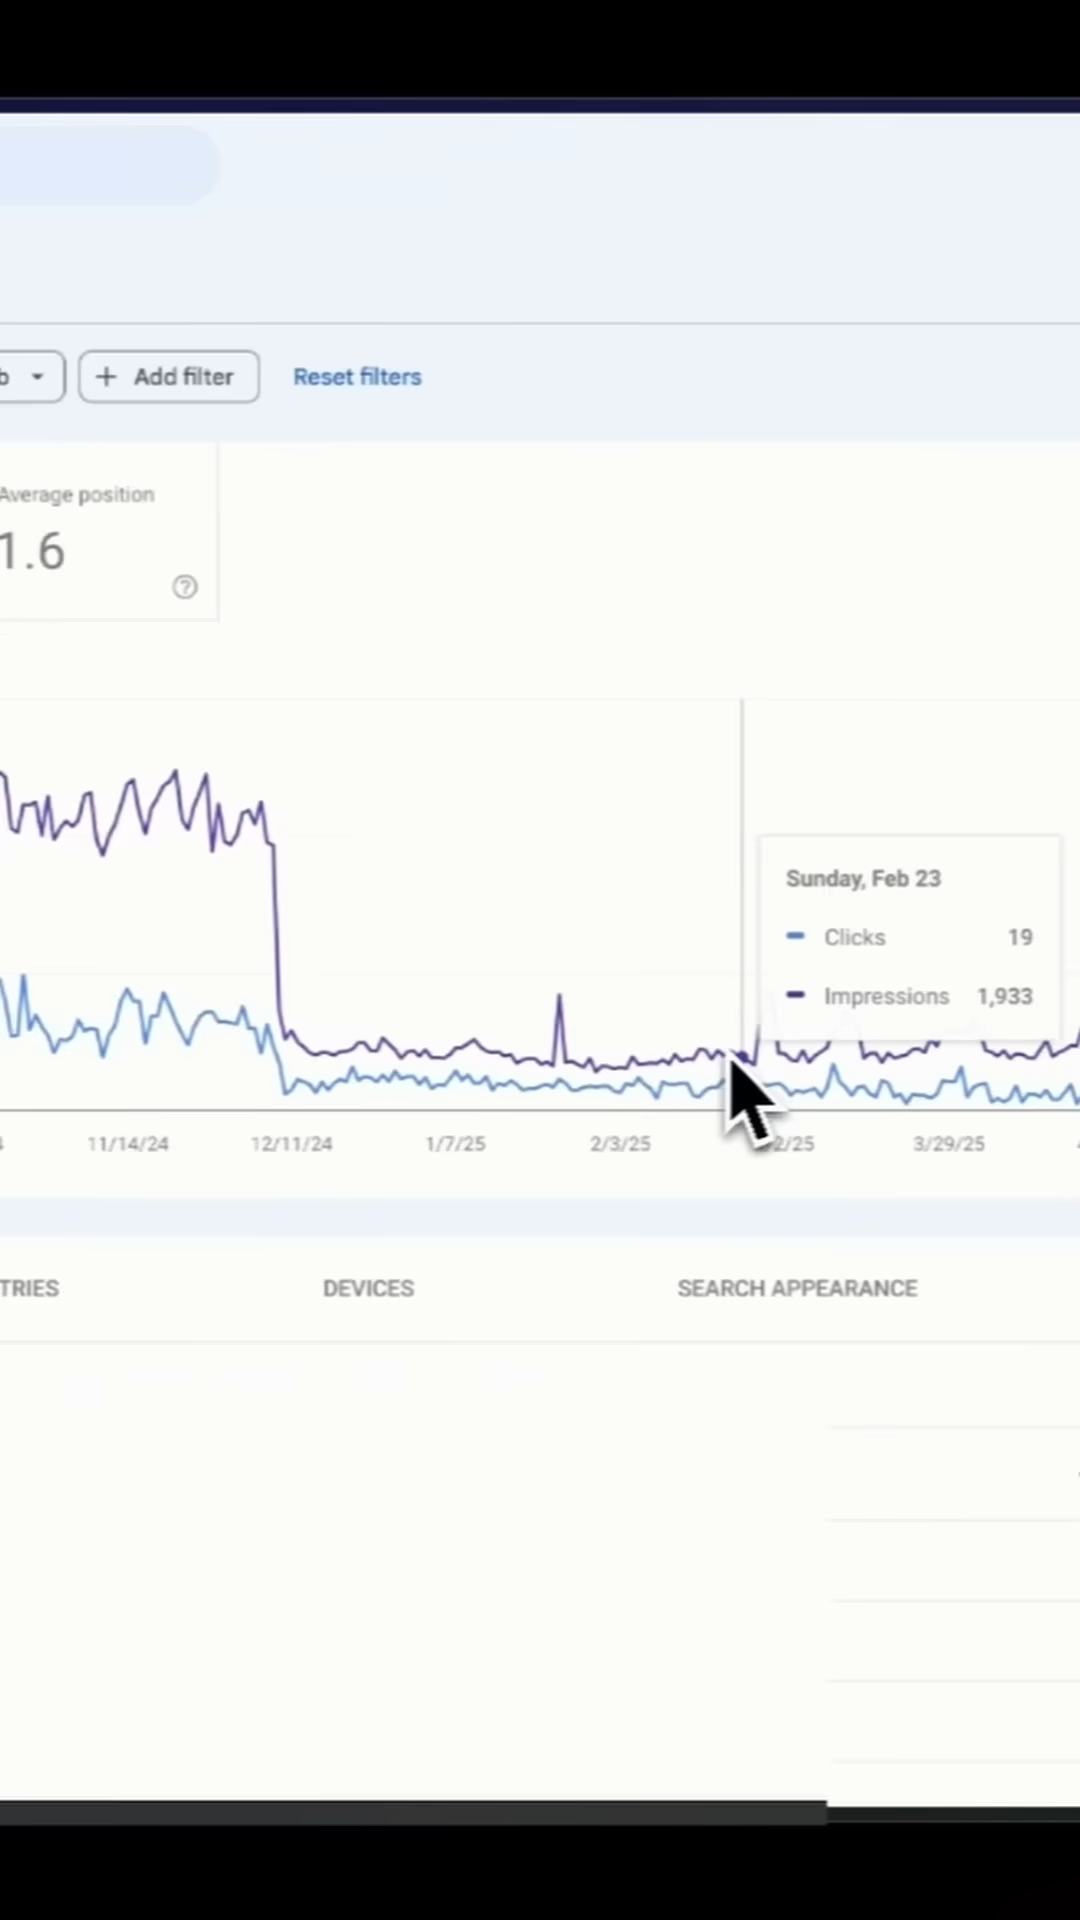 Add filter
Reset filters
Average position
1.6
Sunday, Feb 23
Clicks 19
Impressions 1,933
11/14/24 12/11/24 1/7/25 2/3/25 3/29/25
DEVICES SEARCH APPEARANCE